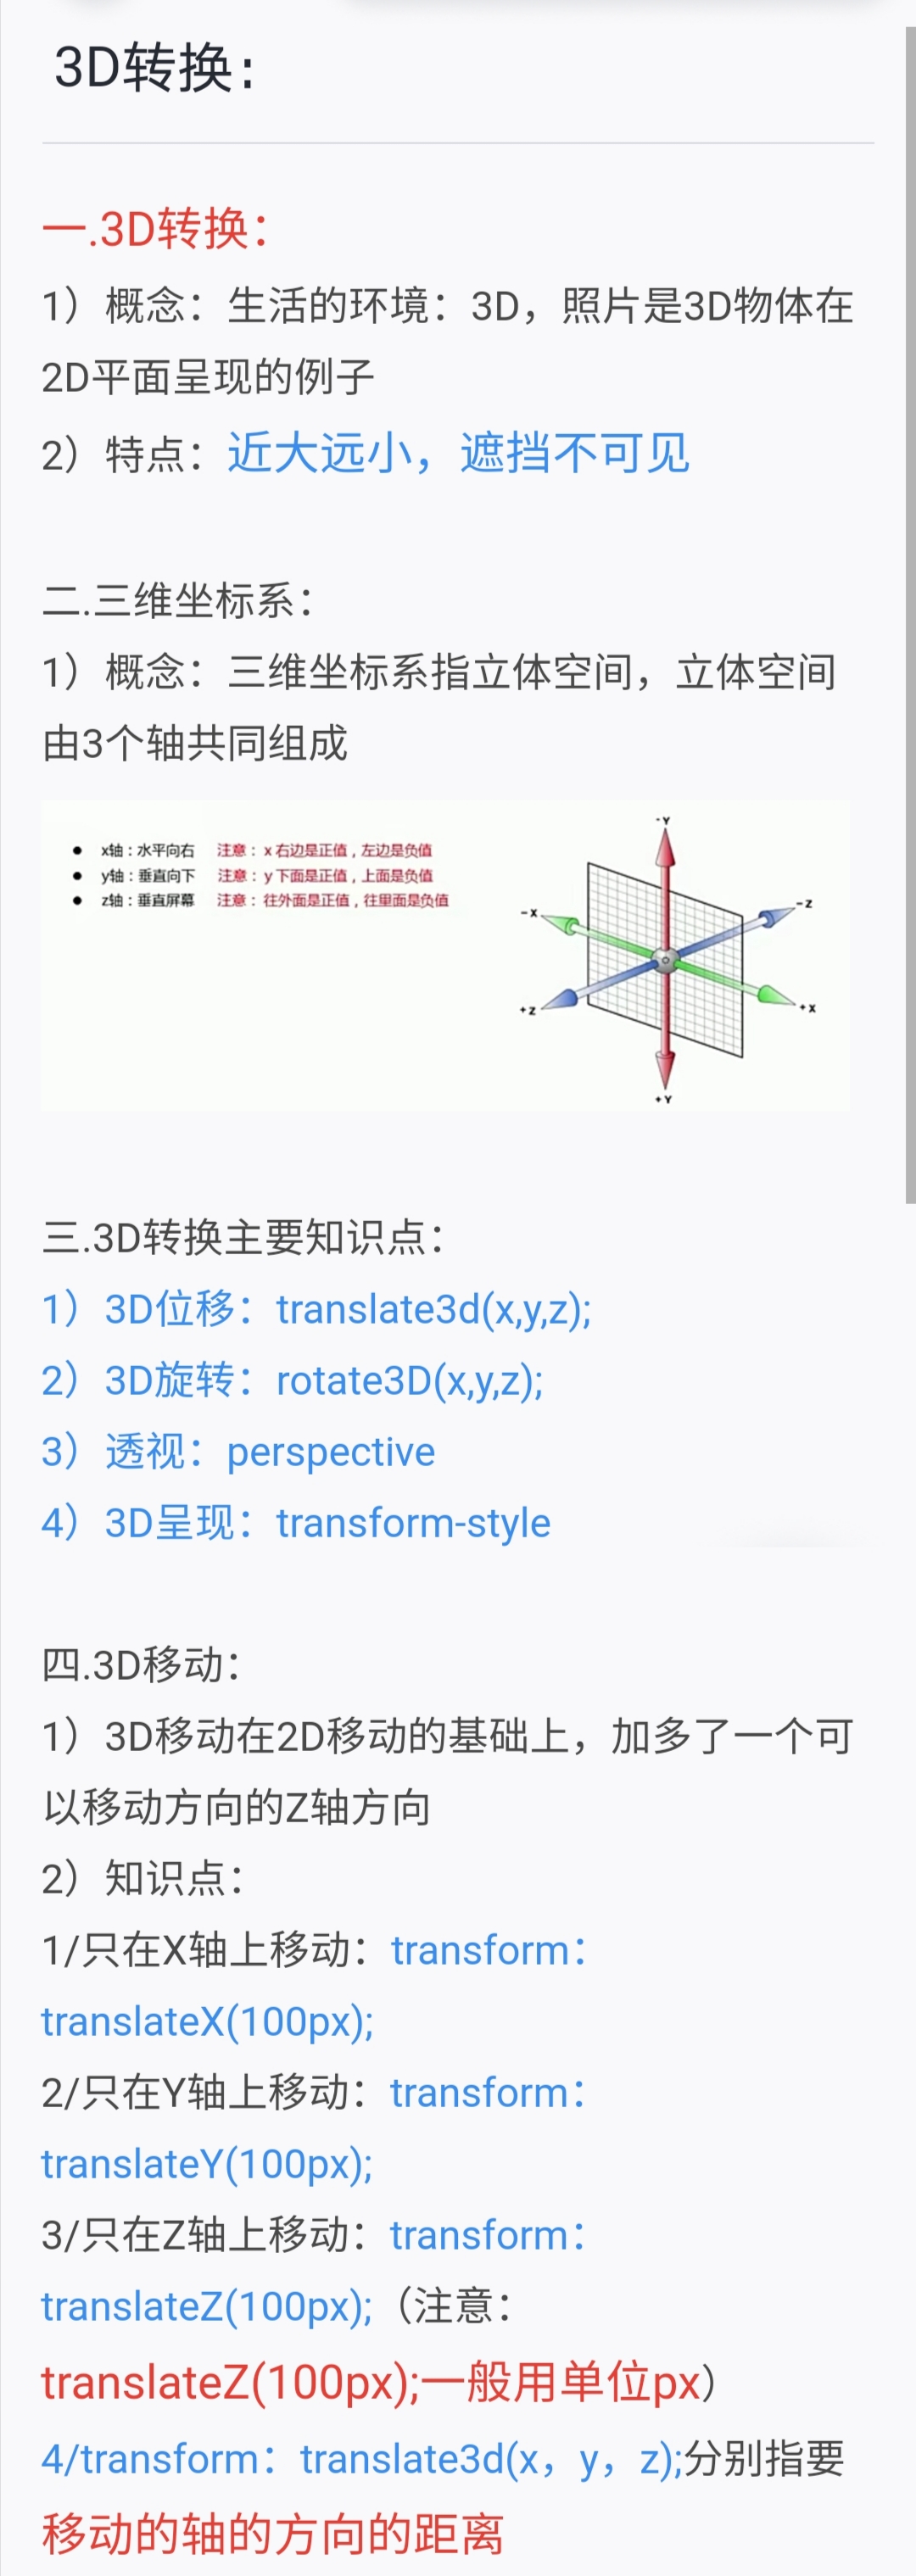 3D转换：
一.3D转换：
1）概念：生活的环境：3D，照片是3D物体在
2D平面呈现的例子
2）特点：近大远小，遮挡不可见
二.三维坐标系：
1）概念：三维坐标系指立体空间，立体空间
由3个轴共同组成
● x轴：水平向右 注意：x 右边是正值，左边是负值
● y轴：垂直向下 注意：y 下面是正值，上面是负值
● z轴：垂直屏幕 注意：往外面是正值，往里面是负值
-Y
-Z
-X
+Z
+X
+Y
三.3D转换主要知识点：
1）3D位移：translate3d(x,y,z);
2）3D旋转：rotate3D(x,y,z);
3）透视：perspective
4）3D呈现：transform-style
四.3D移动：
1）3D移动在2D移动的基础上，加多了一个可
以移动方向的Z轴方向
2）知识点：
1/只在X轴上移动：transform：
translateX(100px);
2/只在Y轴上移动：transform：
translateY(100px);
3/只在Z轴上移动：transform：
translateZ(100px);（注意：
translateZ(100px);一般用单位px）
4/transform：translate3d(x，y，z);分别指要
移动的轴的方向的距离